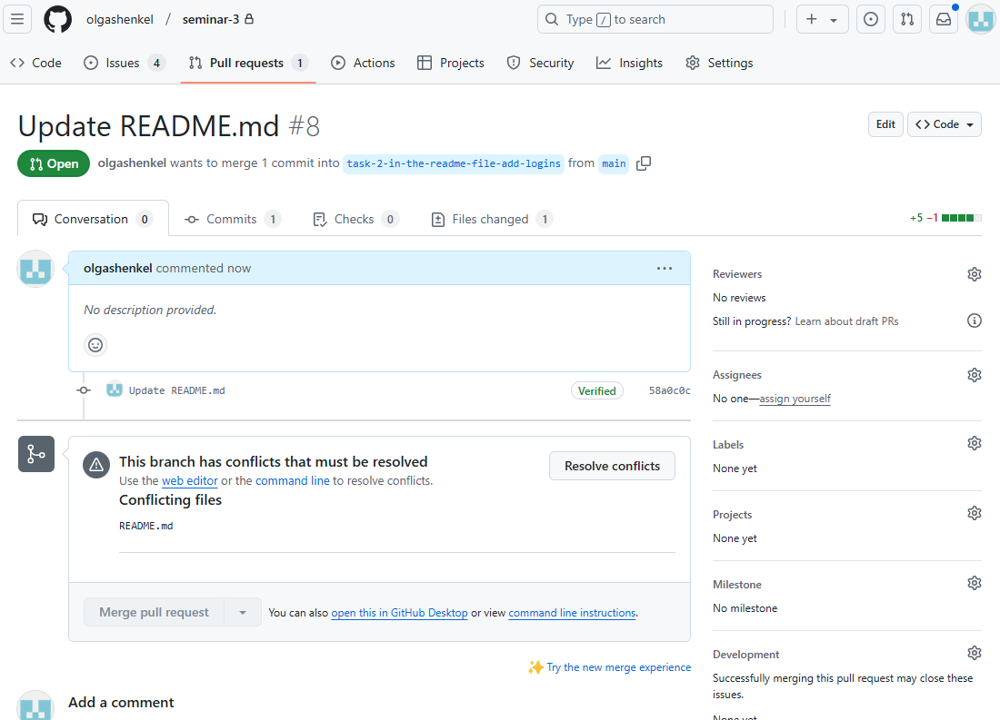 olgashenkel / seminar-3
Type / to search
Code
Issues 4
Pull requests 1
Actions
Projects
Security
Insights
Settings
Update README.md #8
Edit
Code
Open
olgashenkel wants to merge 1 commit into task-2-in-the-readme-file-add-logins from main
Conversation 0
Commits 1
Checks 0
Files changed 1
+5 −1
olgashenkel commented now
No description provided.
Update README.md
Verified
58a0c0c
This branch has conflicts that must be resolved
Use the web editor or the command line to resolve conflicts.
Resolve conflicts
Conflicting files
README.md
Merge pull request
You can also open this in GitHub Desktop or view command line instructions.
Try the new merge experience
Add a comment
Reviewers
No reviews
Still in progress? Learn about draft PRs
Assignees
No one—assign yourself
Labels
None yet
Projects
None yet
Milestone
No milestone
Development
Successfully merging this pull request may close these
issues.
None yet